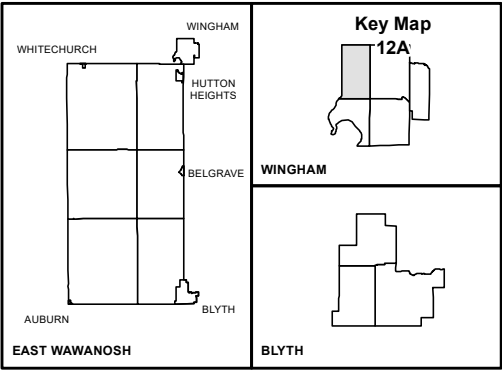 WINGHAM
WHITECHURCH
HUTTON
HEIGHTS
BELGRAVE
BLYTH
AUBURN
EAST WAWANOSH
Key Map
12A
WINGHAM
BLYTH